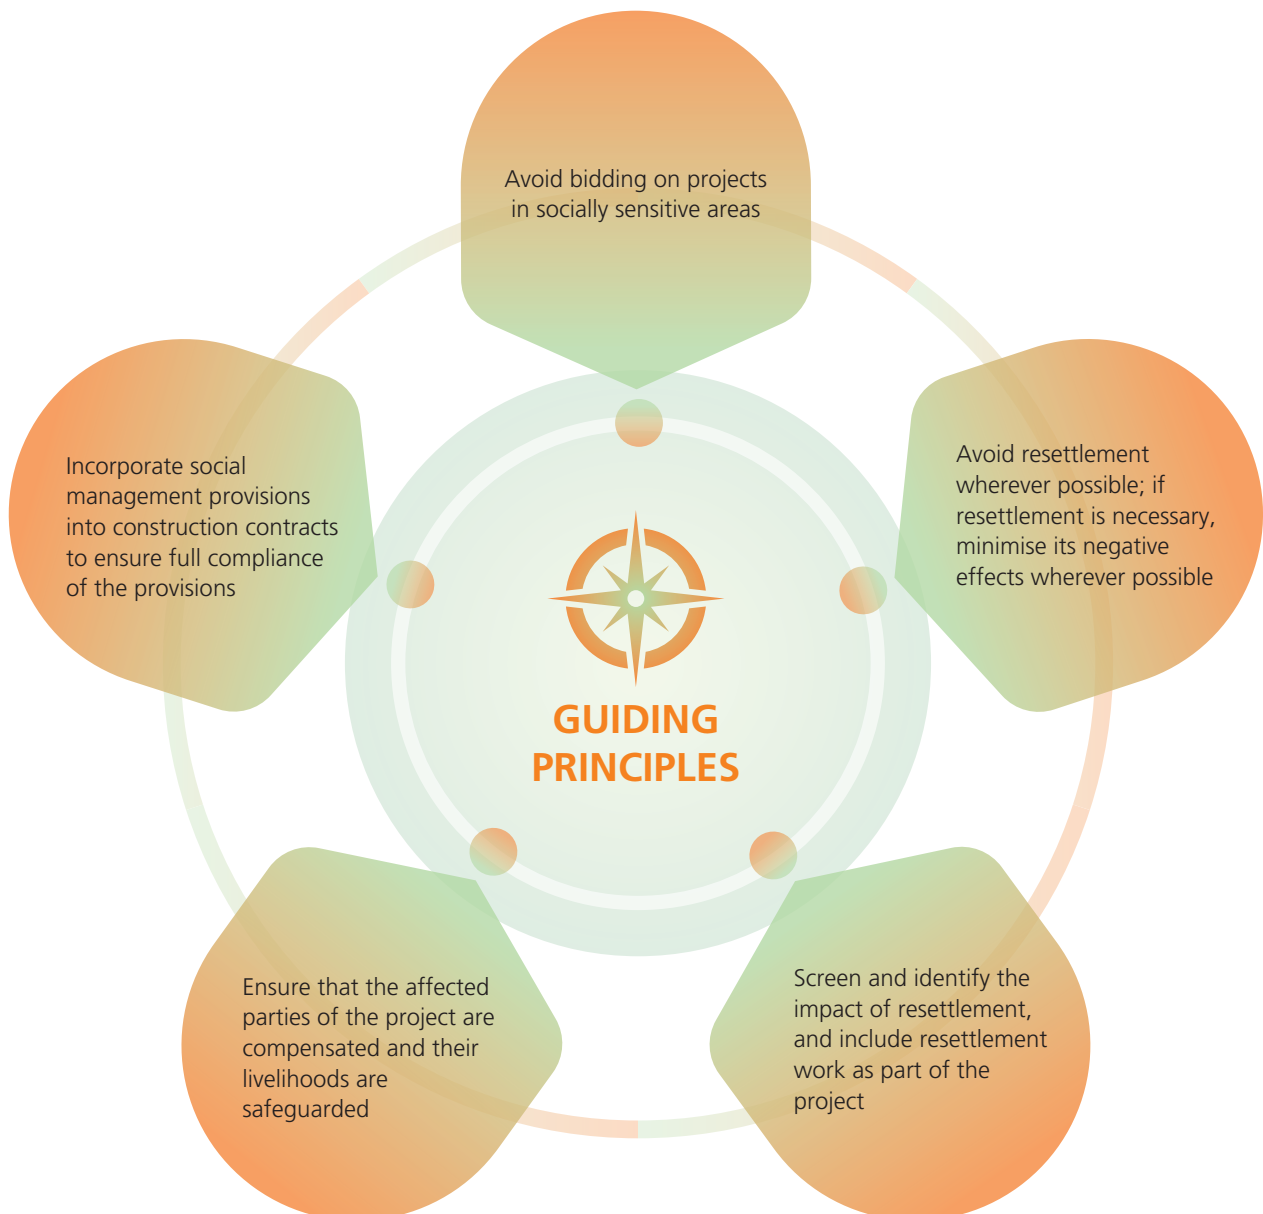 Avoid bidding on projects
in socially sensitive areas
Avoid resettlement
wherever possible; if
resettlement is necessary,
minimise its negative
effects wherever possible
Screen and identify the
impact of resettlement,
and include resettlement
work as part of the
project
Ensure that the affected
parties of the project are
compensated and their
livelihoods are
safeguarded
Incorporate social
management provisions
into construction contracts
to ensure full compliance
of the provisions
GUIDING
PRINCIPLES